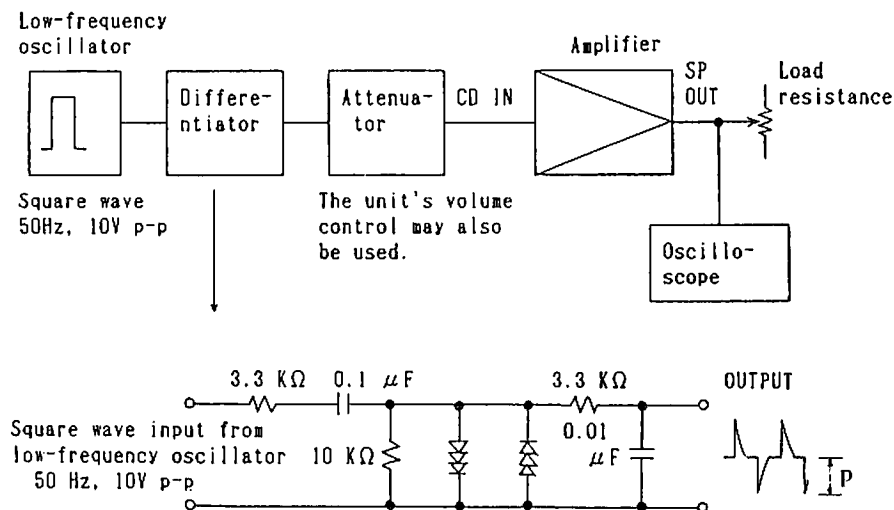 Low-frequency
oscillator
Differe-
ntiator
Attenua-
tor
CD IN
Amplifier
SP
OUT
Load
resistance
Square wave
50Hz, 10V p-p
The unit's volume
control may also
be used.
Oscillo-
scope
3.3 KΩ
0.1 μF
3.3 KΩ
OUTPUT
Square wave input from
low-frequency oscillator
50 Hz, 10V p-p
10 KΩ
0.01
μF
P